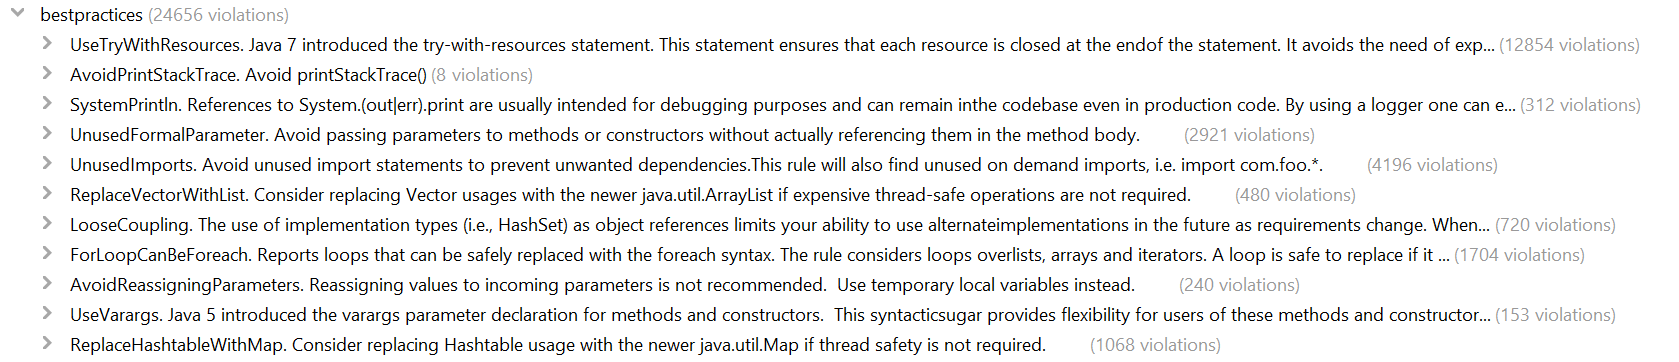 bestpractices (24656 violations)
UseTryWithResources. Java 7 introduced the try-with-resources statement. This statement ensures that each resource is closed at the endof the statement. It avoids the need of exp... (12854 violations)
AvoidPrintStackTrace. Avoid printStackTrace() (8 violations)
SystemPrintln. References to System.(out|err).print are usually intended for debugging purposes and can remain inthe codebase even in production code. By using a logger one can e... (312 violations)
UnusedFormalParameter. Avoid passing parameters to methods or constructors without actually referencing them in the method body. (2921 violations)
UnusedImports. Avoid unused import statements to prevent unwanted dependencies.This rule will also find unused on demand imports, i.e. import com.foo.*. (4196 violations)
ReplaceVectorWithList. Consider replacing Vector usages with the newer java.util.ArrayList if expensive thread-safe operations are not required. (480 violations)
LooseCoupling. The use of implementation types (i.e., HashSet) as object references limits your ability to use alternateimplementations in the future as requirements change. When... (720 violations)
ForLoopCanBeForeach. Reports loops that can be safely replaced with the foreach syntax. The rule considers loops overlists, arrays and iterators. A loop is safe to replace if it ... (1704 violations)
AvoidReassigningParameters. Reassigning values to incoming parameters is not recommended.  Use temporary local variables instead. (240 violations)
UseVarargs. Java 5 introduced the varargs parameter declaration for methods and constructors.  This syntacticsugar provides flexibility for users of these methods and constructor... (153 violations)
ReplaceHashtableWithMap. Consider replacing Hashtable usage with the newer java.util.Map if thread safety is not required. (1068 violations)